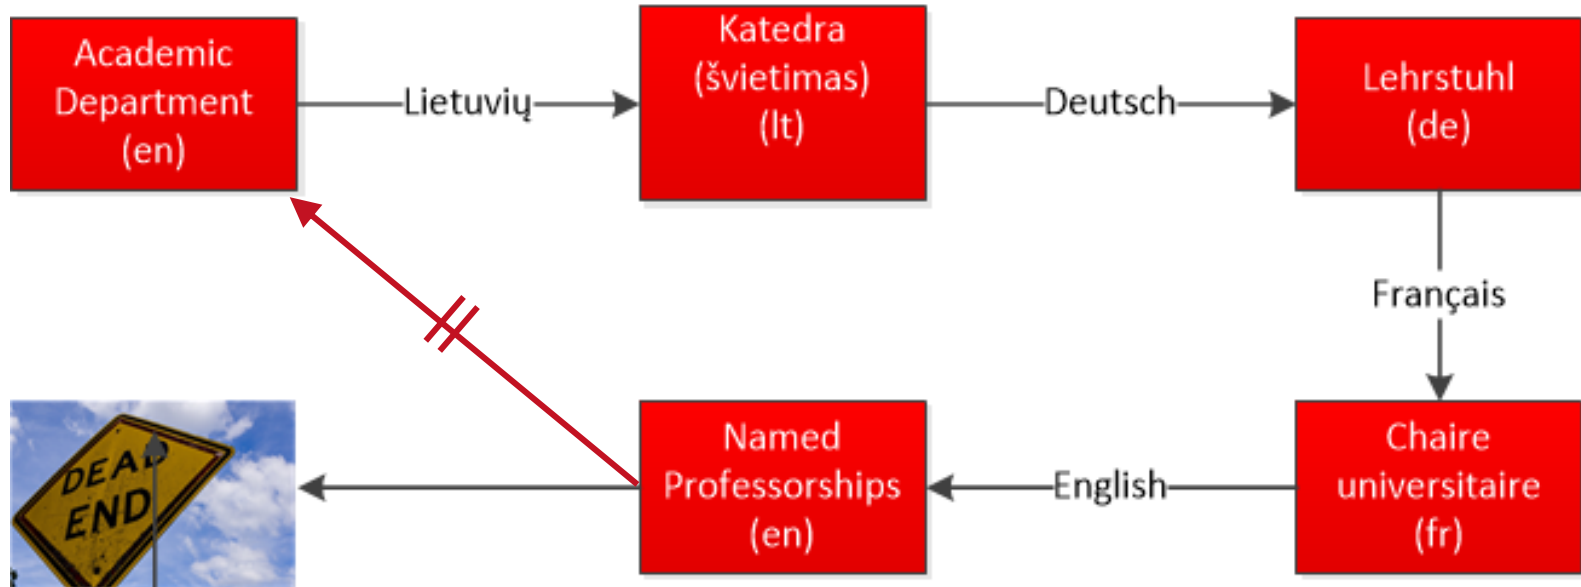 Academic
Department
(en)
Lietuvių
Katedra
(švietimas)
(lt)
Deutsch
Lehrstuhl
(de)
Français
Chaire
universitaire
(fr)
English
Named
Professorships
(en)
DEAD
END